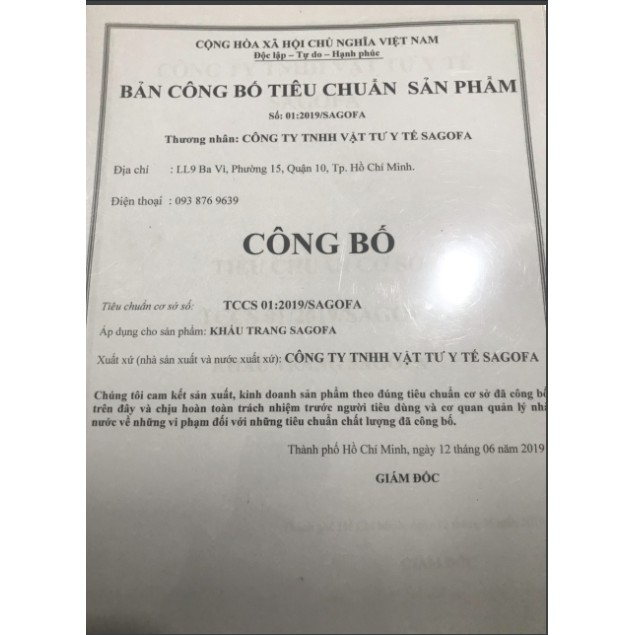 CỘNG HÒA XÃ HỘI CHỦ NGHĨA VIỆT NAM
Độc lập – Tự do – Hạnh phúc
BẢN CÔNG BỐ TIÊU CHUẨN SẢN PHẨM
Số: 01:2019/SAGOFA
Thương nhân: CÔNG TY TNHH VẬT TƯ Y TẾ SAGOFA
Địa chỉ : LL9 Ba Vì, Phường 15, Quận 10, Tp. Hồ Chí Minh.
Điện thoại : 093 876 9639
CÔNG BỐ
Tiêu chuẩn cơ sở số: TCCS 01:2019/SAGOFA
Áp dụng cho sản phẩm: KHẨU TRANG SAGOFA
Xuất xứ (nhà sản xuất và nước xuất xứ): CÔNG TY TNHH VẬT TƯ Y TẾ SAGOFA
Chúng tôi cam kết sản xuất, kinh doanh sản phẩm theo đúng tiêu chuẩn cơ sở đã công bố
trên đây và chịu hoàn toàn trách nhiệm trước người tiêu dùng và cơ quan quản lý nhà
nước về những vi phạm đối với những tiêu chuẩn chất lượng đã công bố.
Thành phố Hồ Chí Minh, ngày 12 tháng 06 năm 2019
GIÁM ĐỐC